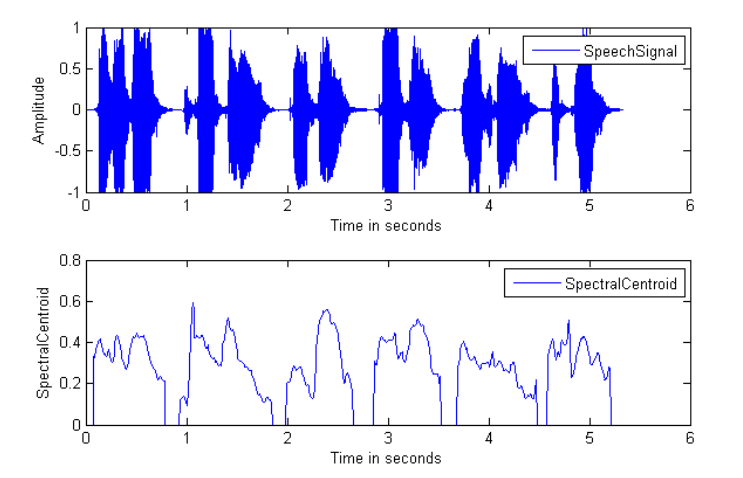 1
SpeechSignal
0.5
Amplitude
0
-0.5
-1
0 1 2 3 4 5 6
Time in seconds
0.8
SpectralCentroid
0.6
SpectralCentroid
0.4
0.2
0
0 1 2 3 4 5 6
Time in seconds